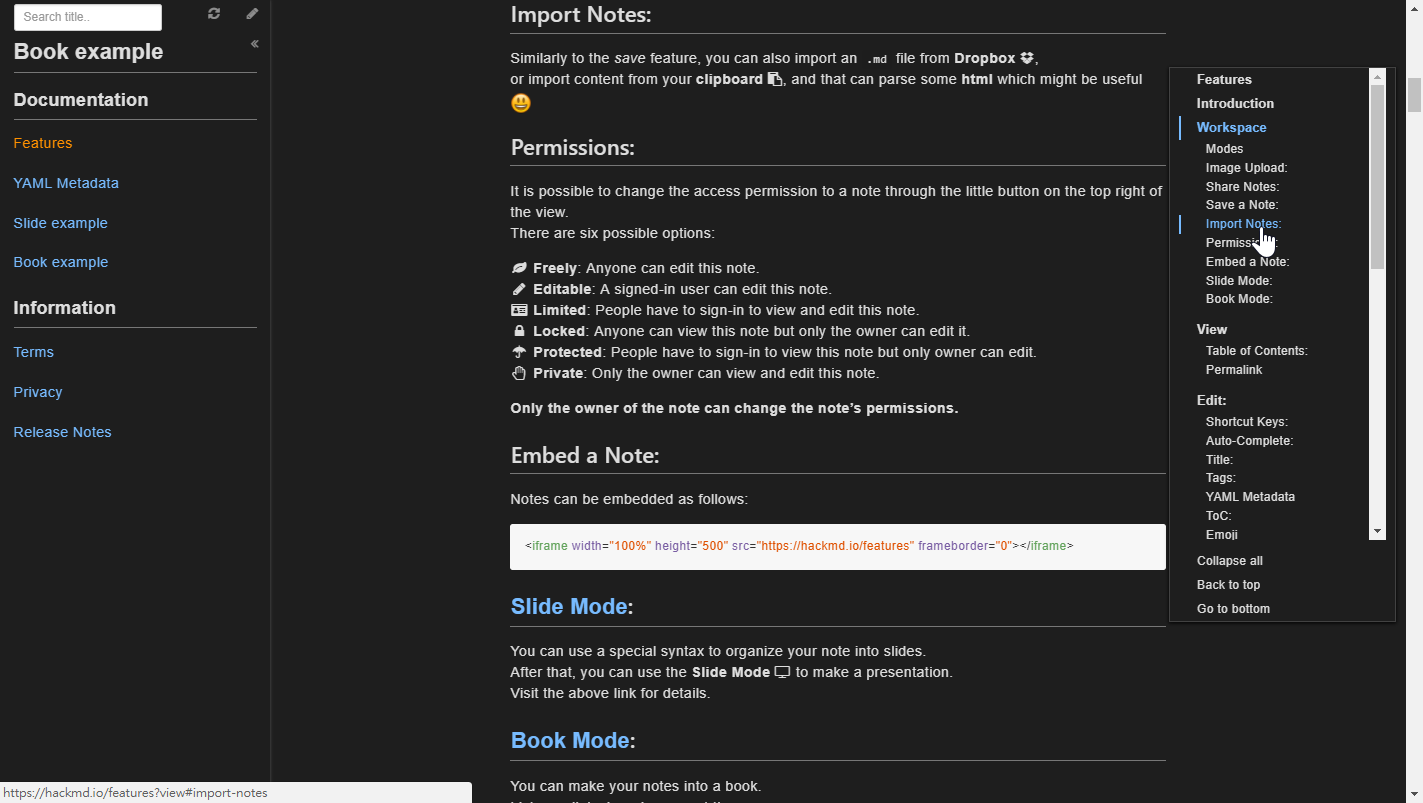 Search title..
Book example
Documentation
Features
YAML Metadata
Slide example
Book example
Information
Terms
Privacy
Release Notes
Import Notes:
Similarly to the save feature, you can also import an .md file from Dropbox ,
or import content from your clipboard , and that can parse some html which might be useful
Permissions:
It is possible to change the access permission to a note through the little button on the top right of
the view.
There are six possible options:
Freely: Anyone can edit this note.
Editable: A signed-in user can edit this note.
Limited: People have to sign-in to view and edit this note.
Locked: Anyone can view this note but only the owner can edit it.
Protected: People have to sign-in to view this note but only owner can edit.
Private: Only the owner can view and edit this note.
Only the owner of the note can change the note's permissions.
Embed a Note:
Notes can be embedded as follows:
<iframe width="100%" height="500" src="https://hackmd.io/features" frameborder="0"></iframe>
Slide Mode:
You can use a special syntax to organize your note into slides.
After that, you can use the Slide Mode to make a presentation.
Visit the above link for details.
Book Mode:
You can make your notes into a book.
Features
Introduction
Workspace
Modes
Image Upload:
Share Notes:
Save a Note:
Import Notes:
Embed a Note:
Slide Mode:
Book Mode:
View
Table of Contents:
Permalink
Edit:
Shortcut Keys:
Auto-Complete:
Title:
Tags:
YAML Metadata
ToC:
Emoji
Collapse all
Back to top
Go to bottom
https://hackmd.io/features?view#import-notes